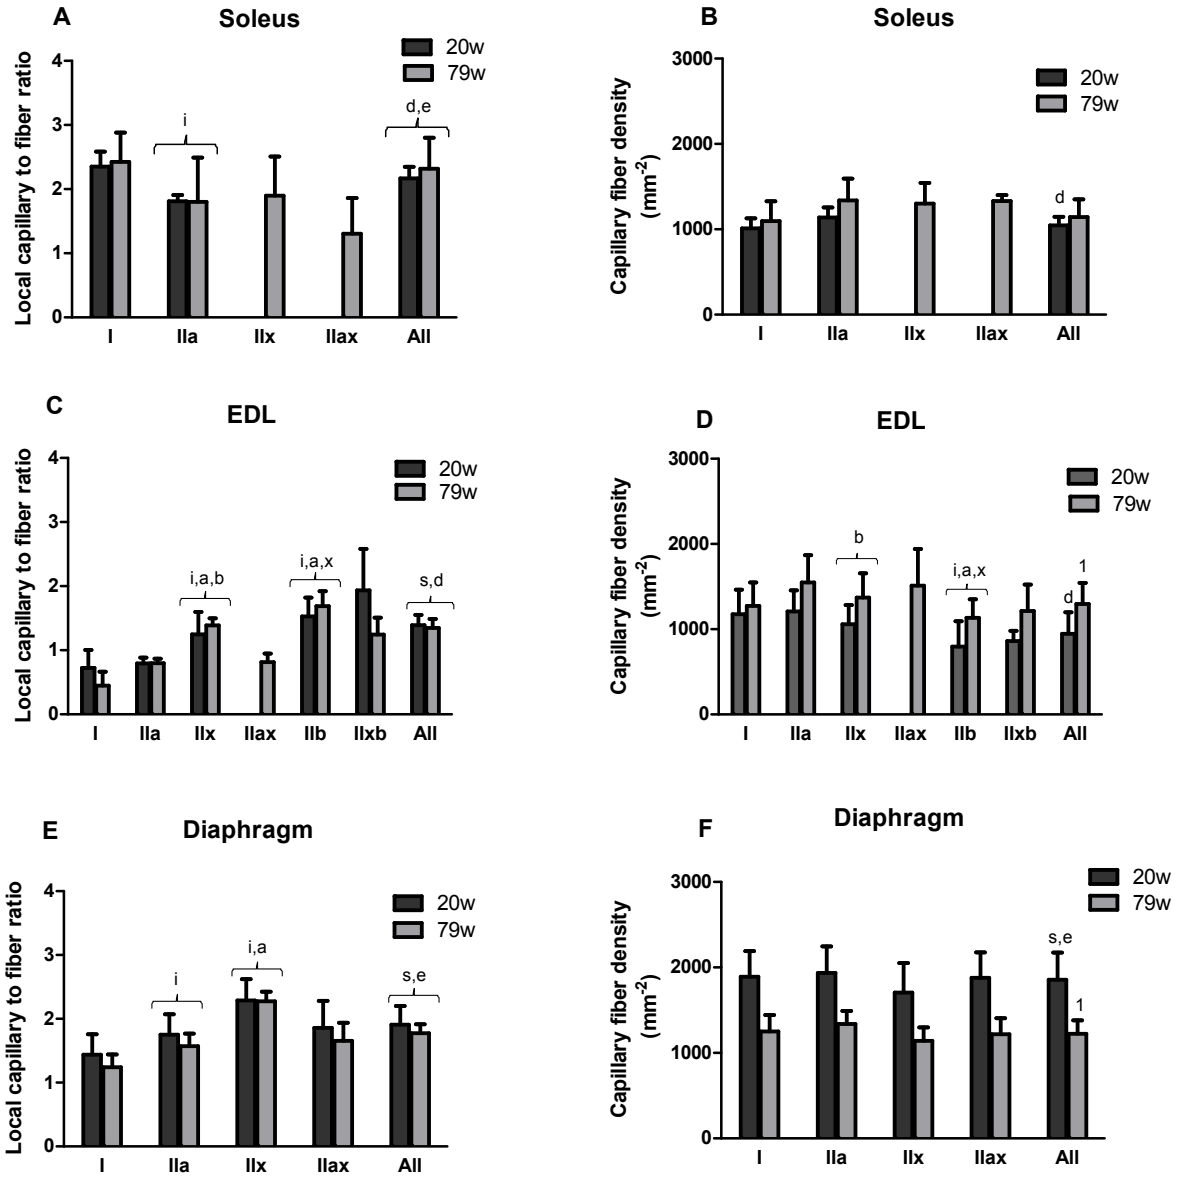 A
Soleus
20w
79w
Local capillary to fiber ratio
4
3
2
1
0
i
d,e
I IIa IIx IIax All
B
Soleus
20w
79w
Capillary fiber density
(mm-2)
3000
2000
1000
0
d
I IIa IIx IIax All
C
EDL
20w
79w
Local capillary to fiber ratio
4
3
2
1
0
i,a,b
i,a,x
s,d
I IIa IIx IIax IIb IIxb All
D
EDL
20w
79w
Capillary fiber density
(mm-2)
3000
2000
1000
0
b
i,a,x
d
1
I IIa IIx IIax IIb IIxb All
E
Diaphragm
20w
79w
Local capillary to fiber ratio
4
3
2
1
0
i
i,a
s,e
I IIa IIx IIax All
F
Diaphragm
20w
79w
Capillary fiber density
(mm-2)
3000
2000
1000
0
s,e
1
I IIa IIx IIax All